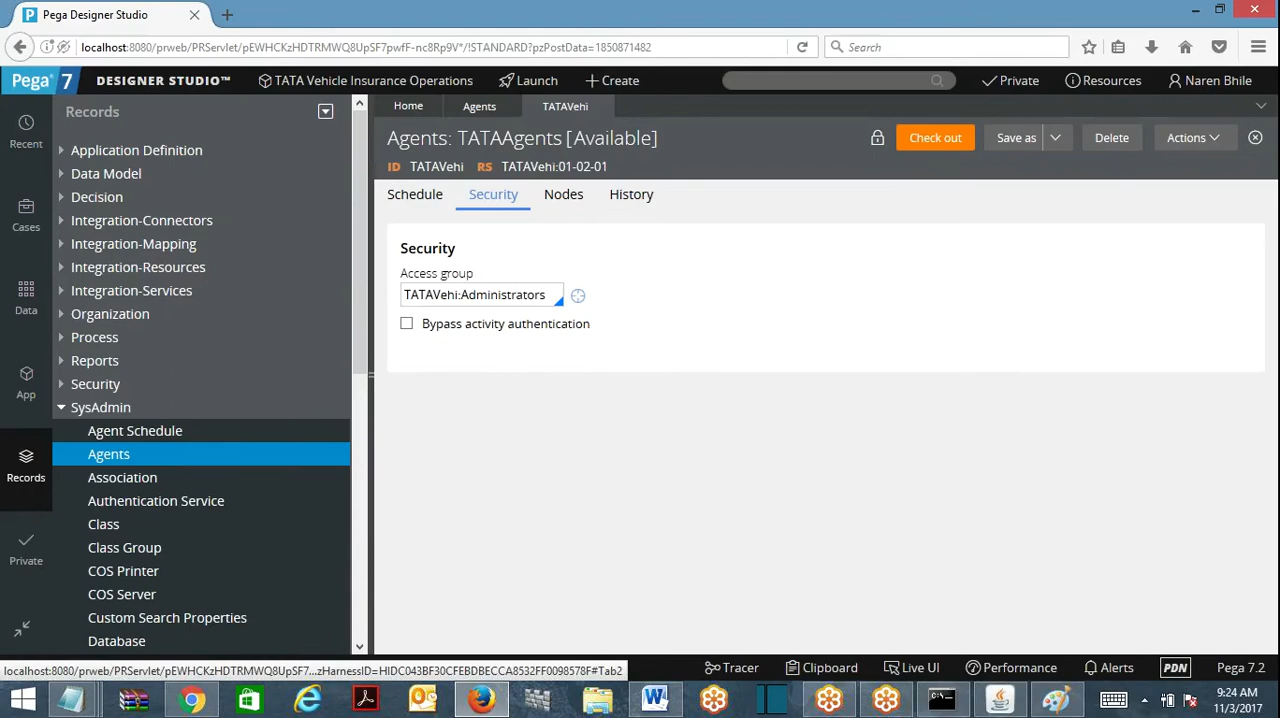 Pega Designer Studio
localhost:8080/prweb/PRServlet/pEWHCKzHDTRMWQ8UpSF7pwfF-nc8Rp9V*/!STANDARD?pzPostData=1850871482
Search
Pega 7 DESIGNER STUDIO™ TATA Vehicle Insurance Operations Launch Create Private Resources Naren Bhile
Recent
Cases
Data
App
Records
Private
Records
Application Definition
Data Model
Decision
Integration-Connectors
Integration-Mapping
Integration-Resources
Integration-Services
Organization
Process
Reports
Security
SysAdmin
Agent Schedule
Agents
Association
Authentication Service
Class
Class Group
COS Printer
COS Server
Custom Search Properties
Database
Home Agents TATAVehi
Agents: TATAAgents [Available] Check out Save as Delete Actions
ID TATAVehi RS TATAVehi:01-02-01
Schedule Security Nodes History
Security
Access group
TATAVehi:Administrators
Bypass activity authentication
localhost:8080/prweb/PRServlet/pEWHCKzHDTRMWQ8UpSF7...zHarnessID=HIDC043BF30CFEBDBECCA8532FF0098578F#Tab2
Tracer Clipboard Live UI Performance Alerts PDN Pega 7.2
9:24 AM
11/3/2017